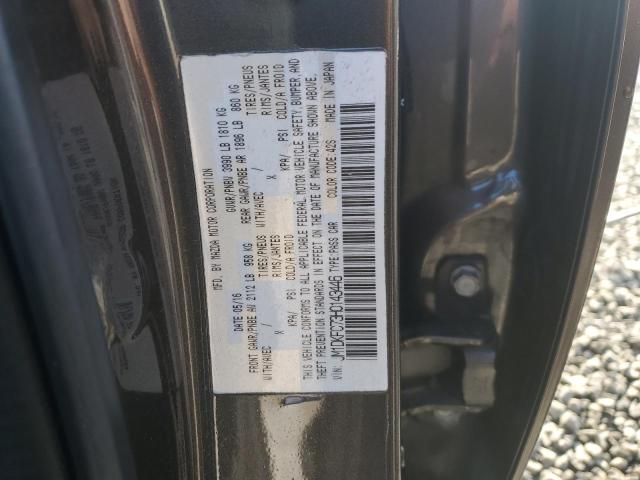 MFD. BY MAZDA MOTOR CORPORATION
DATE 05/16 GVWR/PNBV 3990 LB 1810 KG
FRONT GAWR/PNBE AV 2112 LB 958 KG REAR GAWR/PNBE AR 1896 LB 860 KG
WITH/AVEC TIRES/PNEUS WITH/AVEC TIRES/PNEUS
/ X RIMS/JANTES / X RIMS/JANTES
KPA/ PSI COLD/A FROID KPA/ PSI COLD/A FROID
THIS VEHICLE CONFORMS TO ALL APPLICABLE FEDERAL MOTOR VEHICLE SAFETY, BUMPER, AND
THEFT PREVENTION STANDARDS IN EFFECT ON THE DATE OF MANUFACTURE SHOWN ABOVE.
VIN: JM1DKFC73H0143446 TYPE:PASS CAR COLOR CODE:42S MADE IN JAPAN